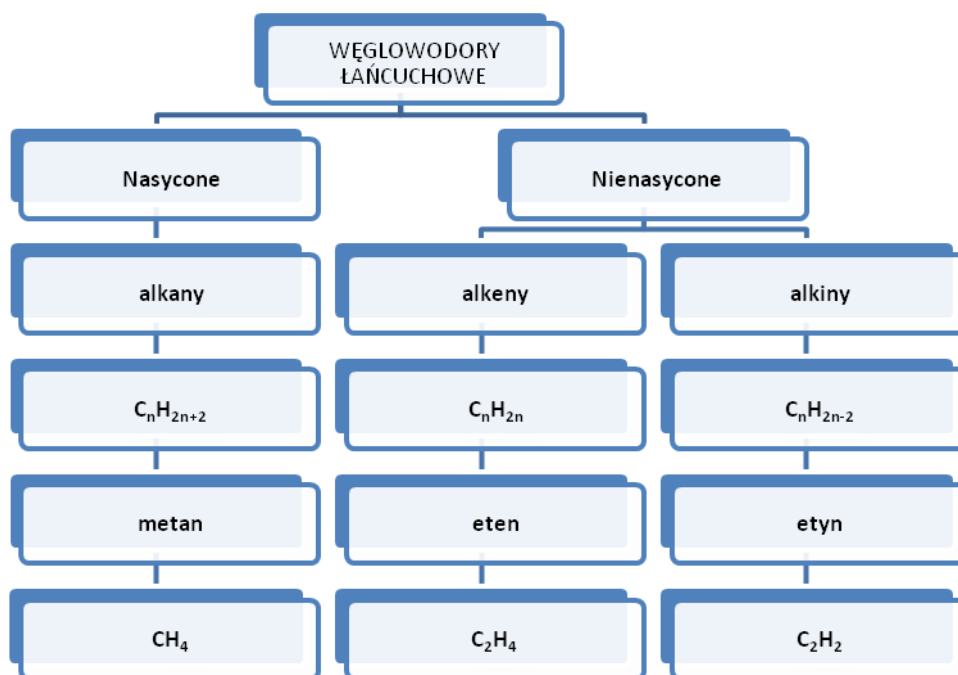 WĘGLOWODORY
ŁAŃCUCHOWE
Nasycone
Nienasycone
alkany
alkeny
alkiny
CₙH₂ₙ₊₂
CₙH₂ₙ
CₙH₂ₙ₋₂
metan
eten
etyn
CH₄
C₂H₄
C₂H₂